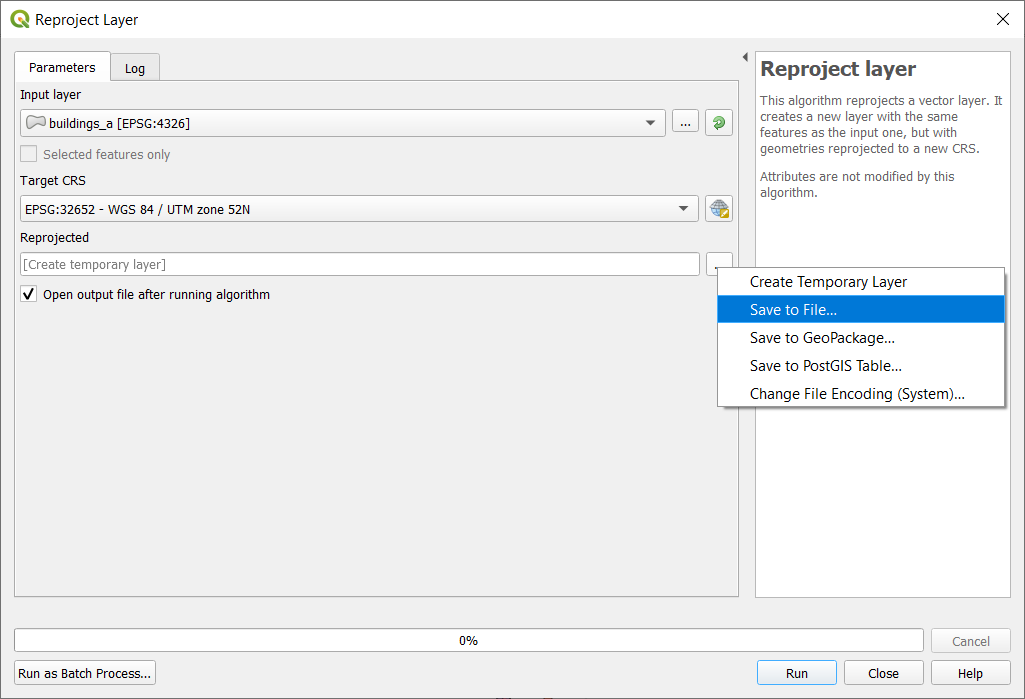 Reproject Layer
Parameters
Log
Input layer
buildings_a [EPSG:4326]
...
Selected features only
Target CRS
EPSG:32652 - WGS 84 / UTM zone 52N
Reprojected
[Create temporary layer]
Open output file after running algorithm
Reproject layer
This algorithm reprojects a vector layer. It
creates a new layer with the same
features as the input one, but with
geometries reprojected to a new CRS.
Attributes are not modified by this
algorithm.
Create Temporary Layer
Save to File...
Save to GeoPackage...
Save to PostGIS Table...
Change File Encoding (System)...
0%
Cancel
Run as Batch Process...
Run
Close
Help